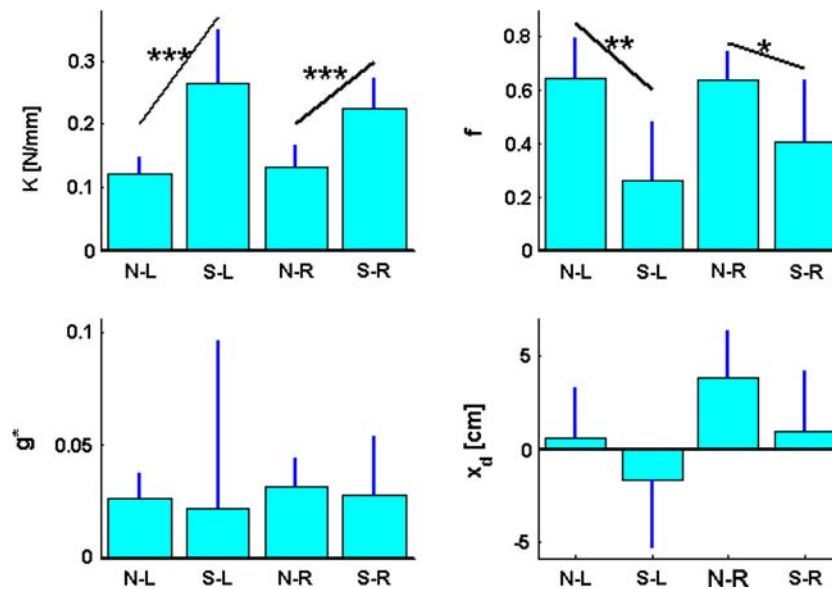 K [N/mm]
0.3
0.2
0.1
0
***
***
N-L S-L N-R S-R
f
0.8
0.6
0.4
0.2
0
**
*
N-L S-L N-R S-R
g*
0.1
0.05
0
N-L S-L N-R S-R
x_d [cm]
5
0
-5
N-L S-L N-R S-R